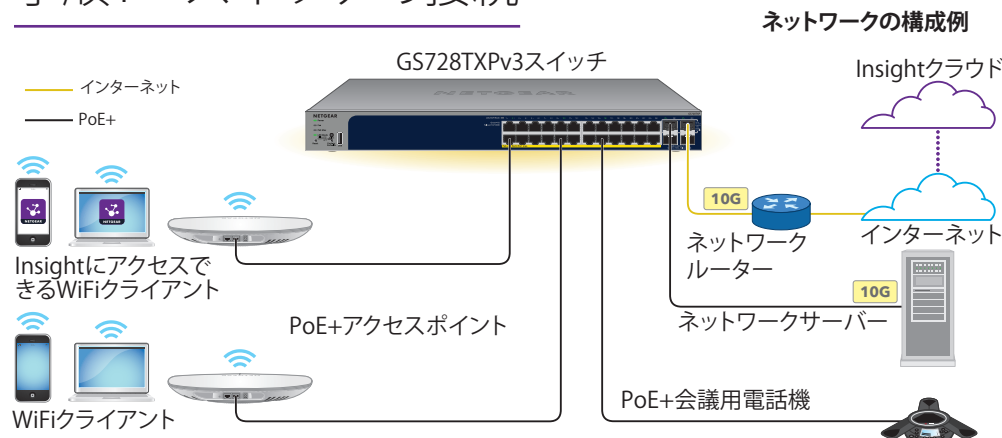 ネットワークの構成例
GS728TXPv3スイッチ
Insightクラウド
インターネット
PoE+
NETGEAR
NETGEAR
NETGEAR
NETGEAR
10G
ネットワーク
ルーター
インターネット
Insightにアクセスで
きるWiFiクライアント
10G
ネットワークサーバー
PoE+アクセスポイント
PoE+会議用電話機
WiFiクライアント